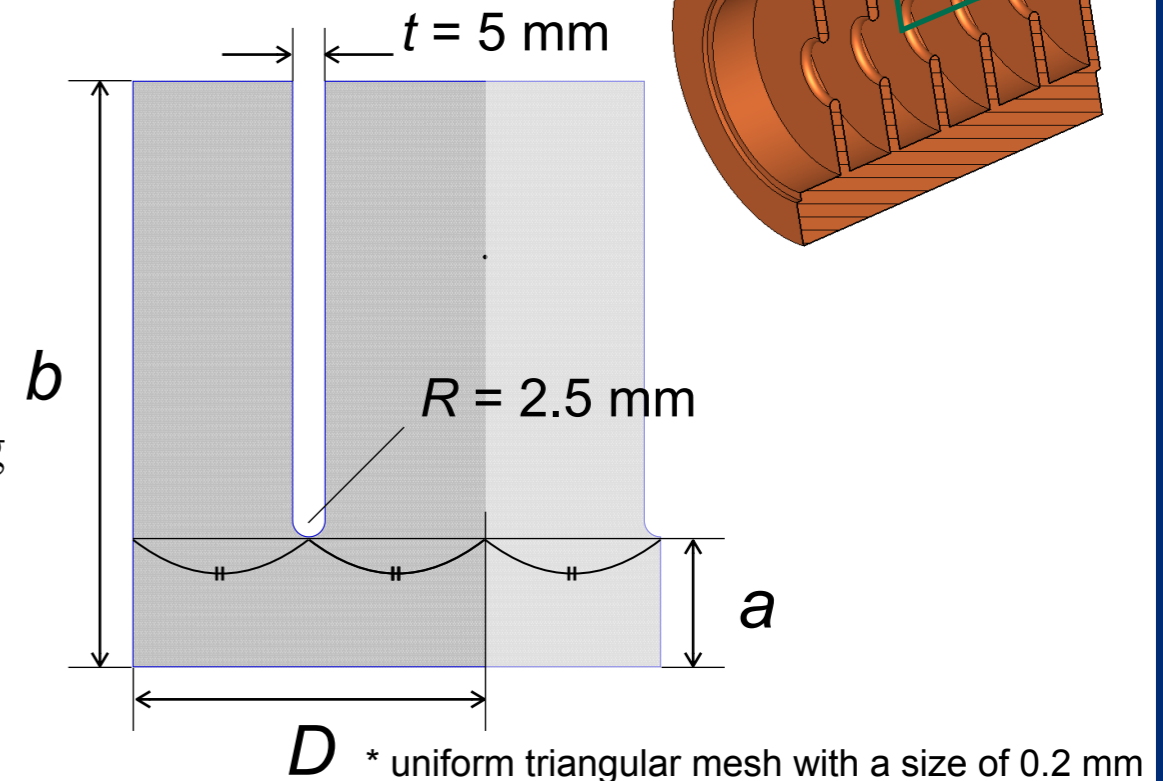 t = 5 mm
b
R = 2.5 mm
g
a
D
* uniform triangular mesh with a size of 0.2 mm